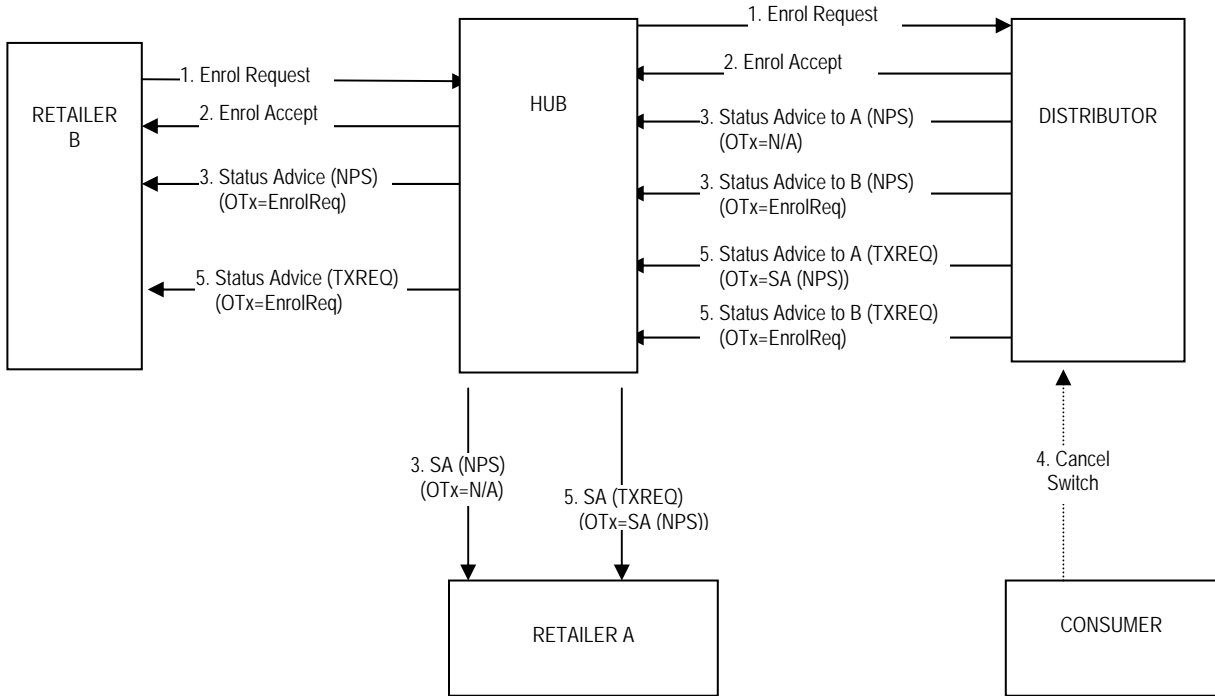 1. Enrol Request
1. Enrol Request
2. Enrol Accept
HUB
RETAILER
B
2. Enrol Accept
3. Status Advice to A (NPS)
(OTx=N/A)
DISTRIBUTOR
3. Status Advice (NPS)
(OTx=EnrolReq)
3. Status Advice to B (NPS)
(OTx=EnrolReq)
5. Status Advice to A (TXREQ)
(OTx=SA (NPS))
5. Status Advice (TXREQ)
(OTx=EnrolReq)
5. Status Advice to B (TXREQ)
(OTx=EnrolReq)
3. SA (NPS)
(OTx=N/A)
5. SA (TXREQ)
(OTx=SA (NPS))
4. Cancel
Switch
RETAILER A
CONSUMER